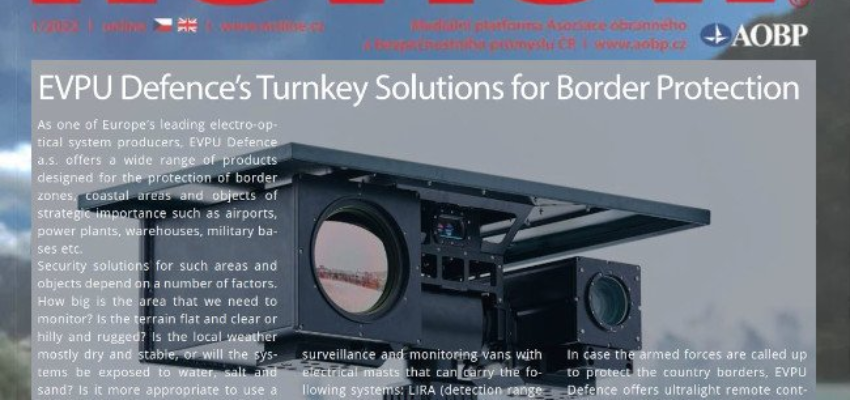 1/2022 | online | www.aobp.cz
Mediální platforma Asociace obranného
a bezpečnostního průmyslu ČR | www.aobp.cz
AOBP
EVPU Defence's Turnkey Solutions for Border Protection
As one of Europe's leading electro-op-
tical system producers, EVPU Defence
a.s. offers a wide range of products
designed for the protection of border
zones, coastal areas and objects of
strategic importance such as airports,
power plants, warehouses, military ba-
ses etc.
Security solutions for such areas and
objects depend on a number of factors.
How big is the area that we need to
monitor? Is the terrain flat and clear or
hilly and rugged? Is the local weather
mostly dry and stable, or will the sys-
tems be exposed to water, salt and
sand? Is it more appropriate to use a
surveillance and monitoring vans with
electrical masts that can carry the fo-
llowing systems: LIRA (detection range
In case the armed forces are called up
to protect the country borders, EVPU
Defence offers ultralight remote cont-